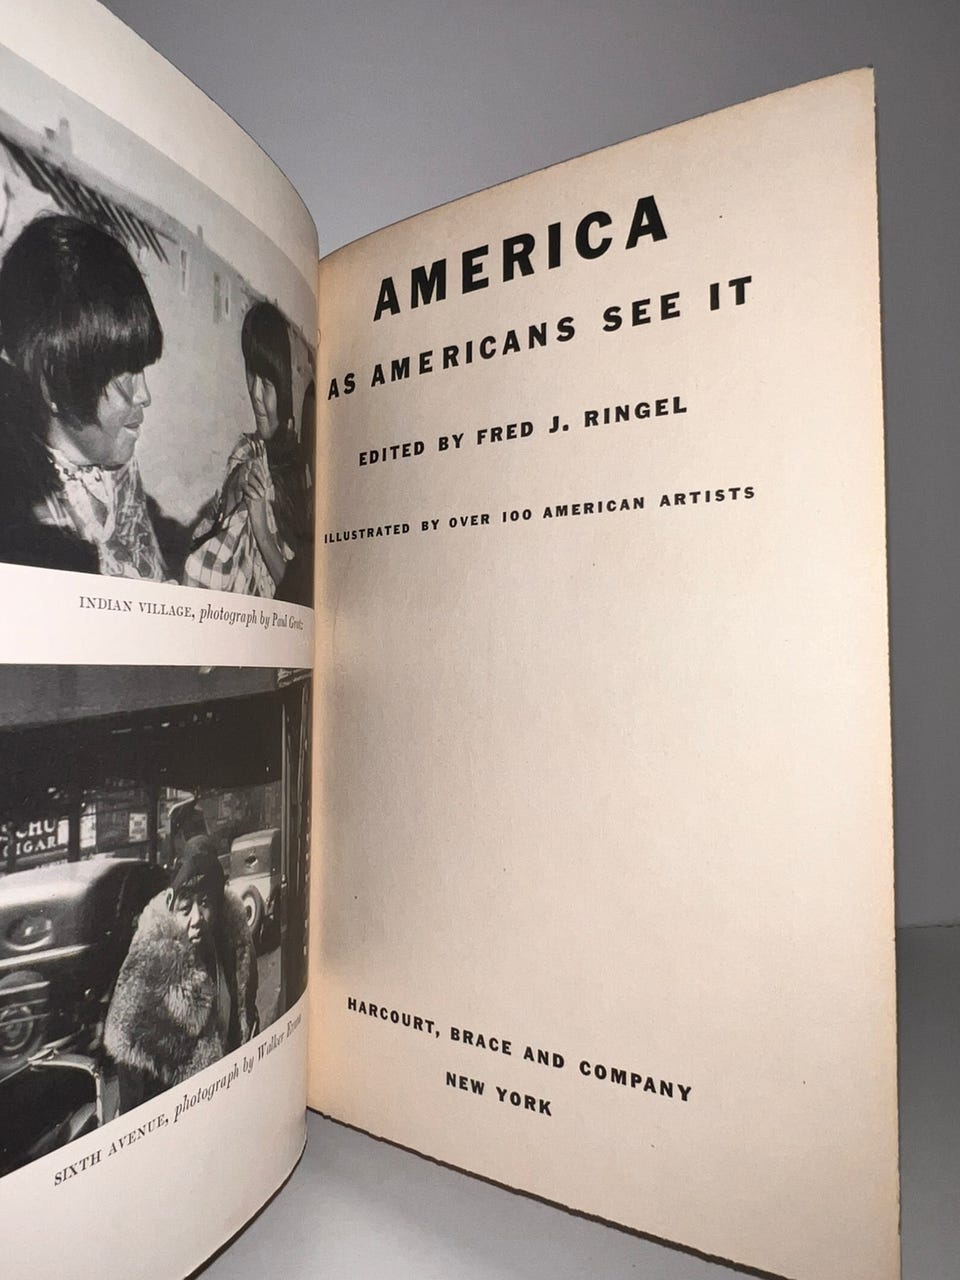 INDIAN VILLAGE, photograph by Paul
SCHU
CIGAR
SIXTH AVENUE, photograph by Walker Evans
AMERICA
AS AMERICANS SEE IT
EDITED BY FRED J. RINGEL
ILLUSTRATED BY OVER 100 AMERICAN ARTISTS
HARCOURT, BRACE AND COMPANY
NEW YORK